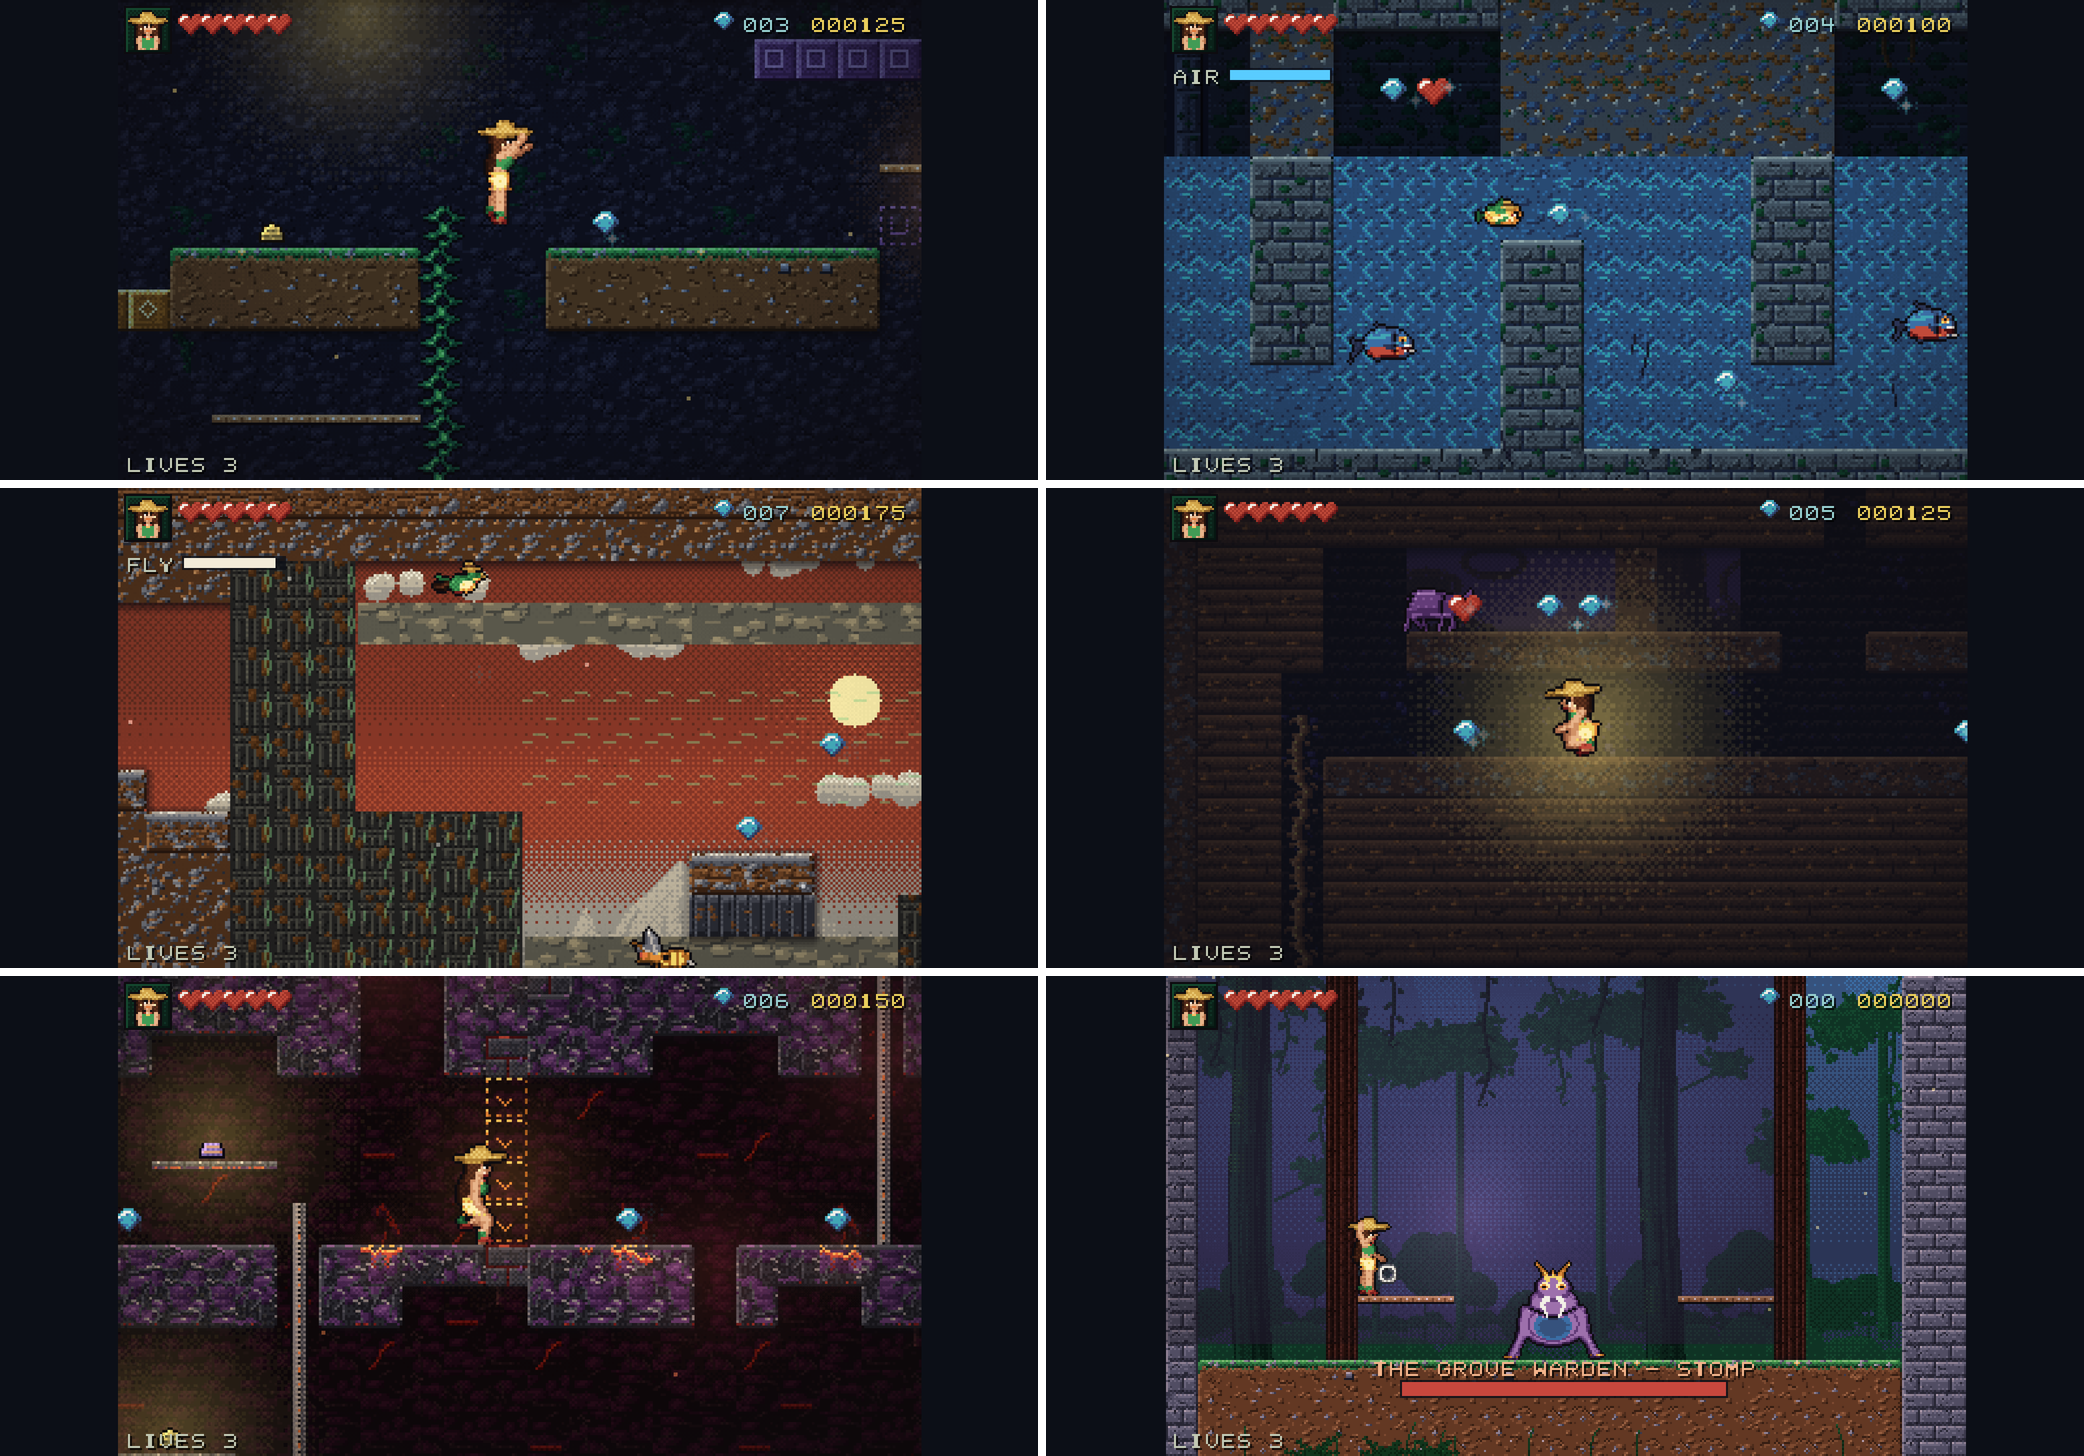 003 000125
LIVES 3
004 000100
AIR
LIVES 3
007 000175
FLY
LIVES 3
005 000125
LIVES 3
006 000150
LIVES 3
000 000000
THE GROVE WARDEN - STOMP
LIVES 3